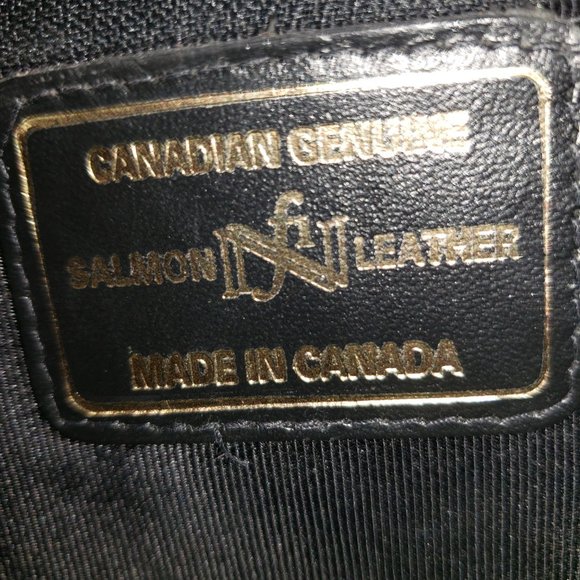 CANADIAN GENUINE
SALMON LEATHER
MADE IN CANADA